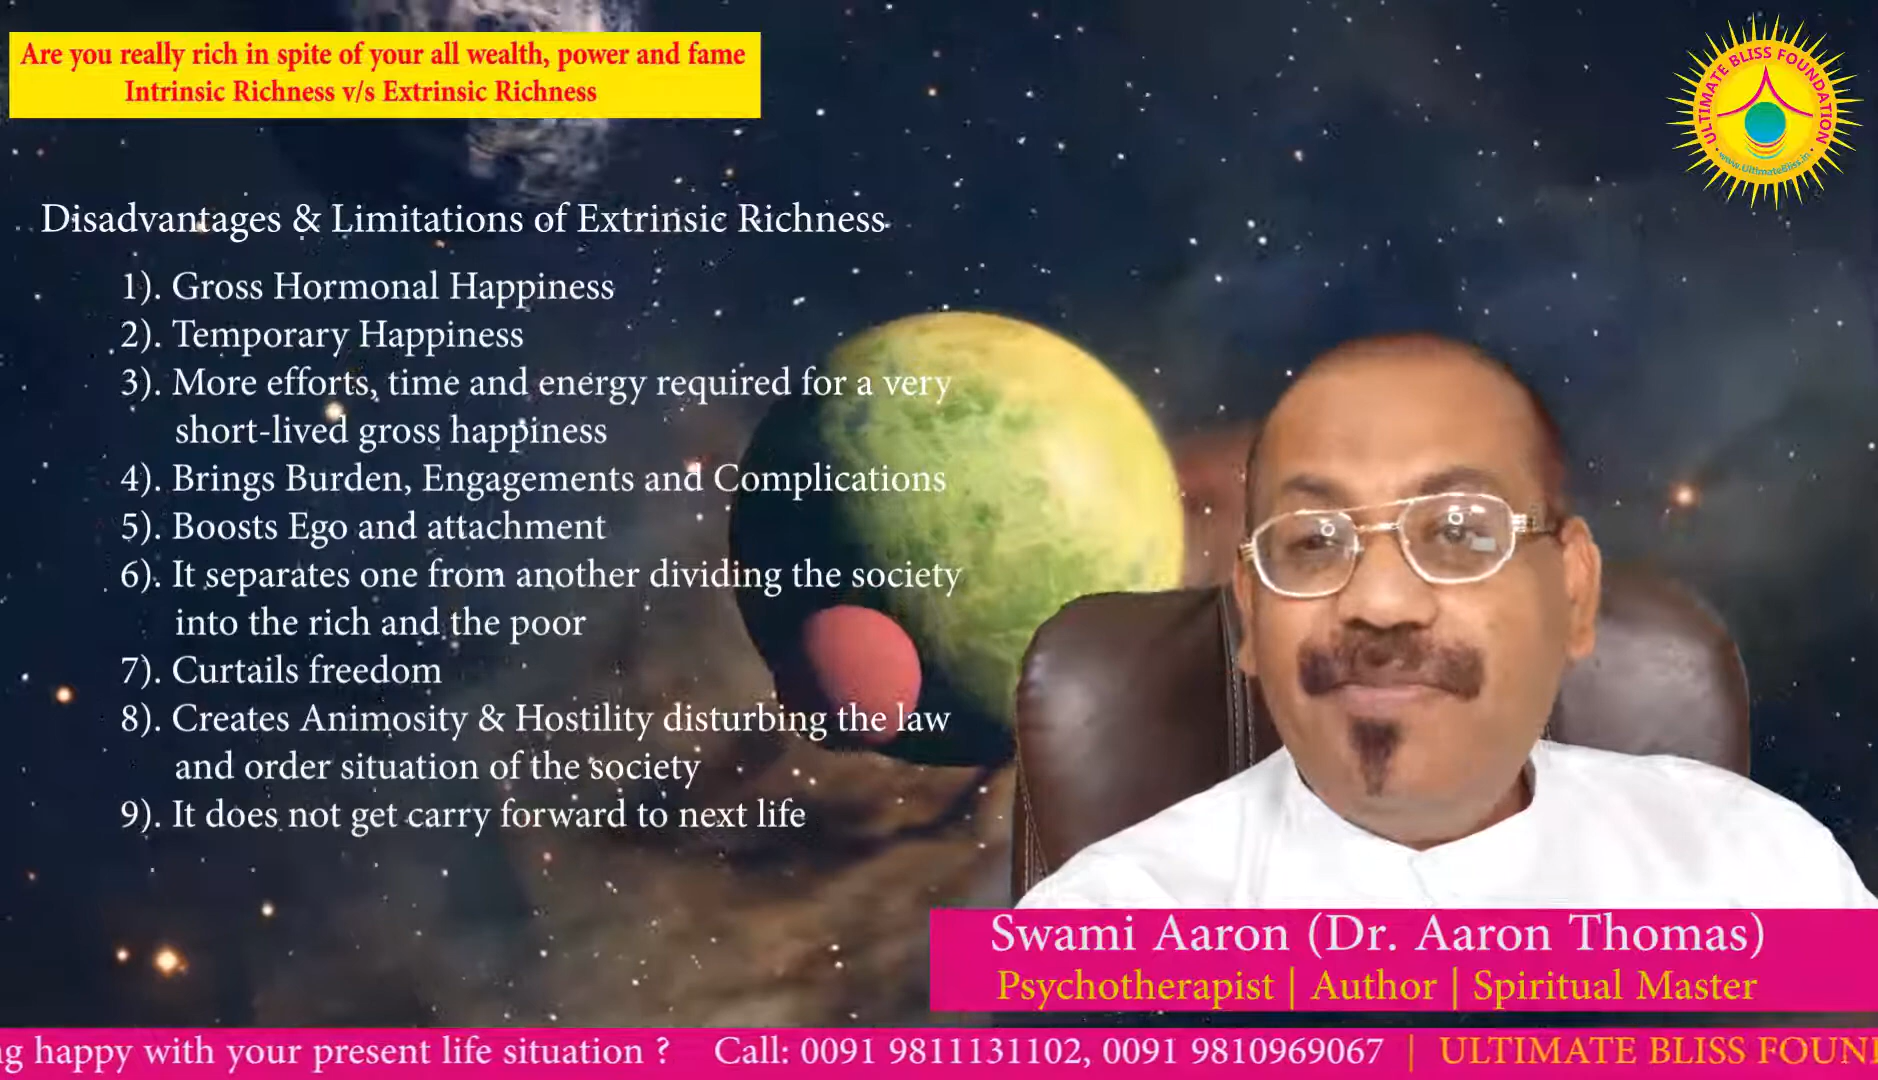 Are you really rich in spite of your all wealth, power and fame
Intrinsic Richness v/s Extrinsic Richness
ULTIMATE BLISS FOUNDATION
www.UltimateBliss.in
Disadvantages & Limitations of Extrinsic Richness
1). Gross Hormonal Happiness
2). Temporary Happiness
3). More efforts, time and energy required for a very
short-lived gross happiness
4). Brings Burden, Engagements and Complications
5). Boosts Ego and attachment
6). It separates one from another dividing the society
into the rich and the poor
7). Curtails freedom
8). Creates Animosity & Hostility disturbing the law
and order situation of the society
9). It does not get carry forward to next life
Swami Aaron (Dr. Aaron Thomas)
Psychotherapist | Author | Spiritual Master
g happy with your present life situation ? Call: 0091 9811131102, 0091 9810969067 | ULTIMATE BLISS FOUN